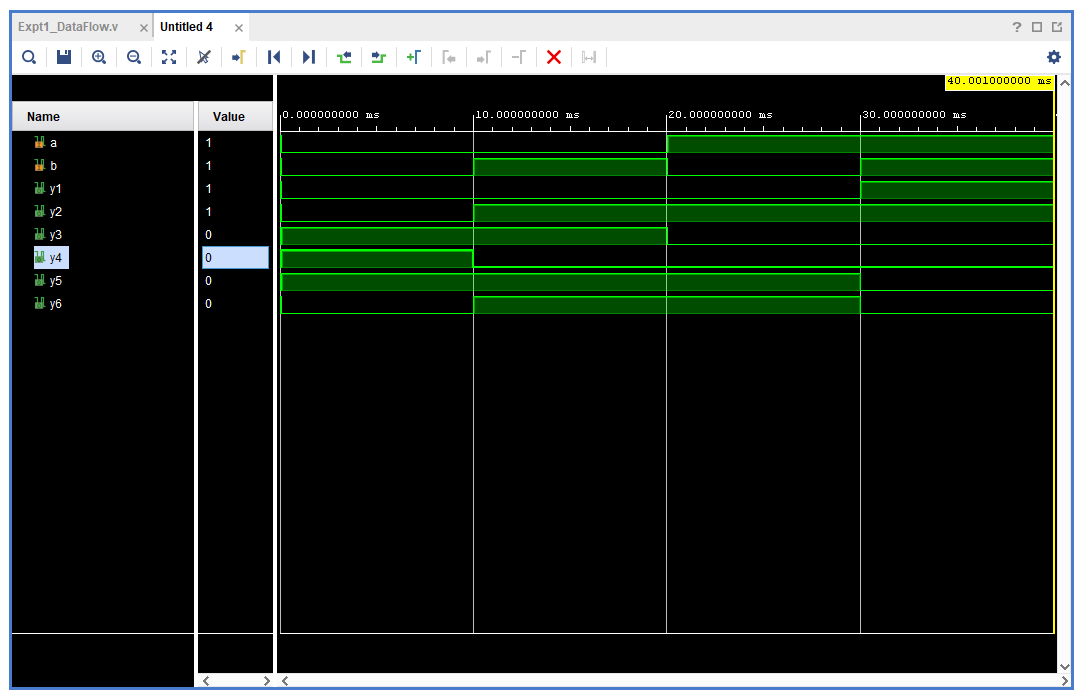 Expt1_DataFlow.v × Untitled 4 × ?
40.001000000 ms
Name Value
0.000000000 ms 10.000000000 ms 20.000000000 ms 30.000000000 ms
a 1
b 1
y1 1
y2 1
y3 0
y4 0
y5 0
y6 0